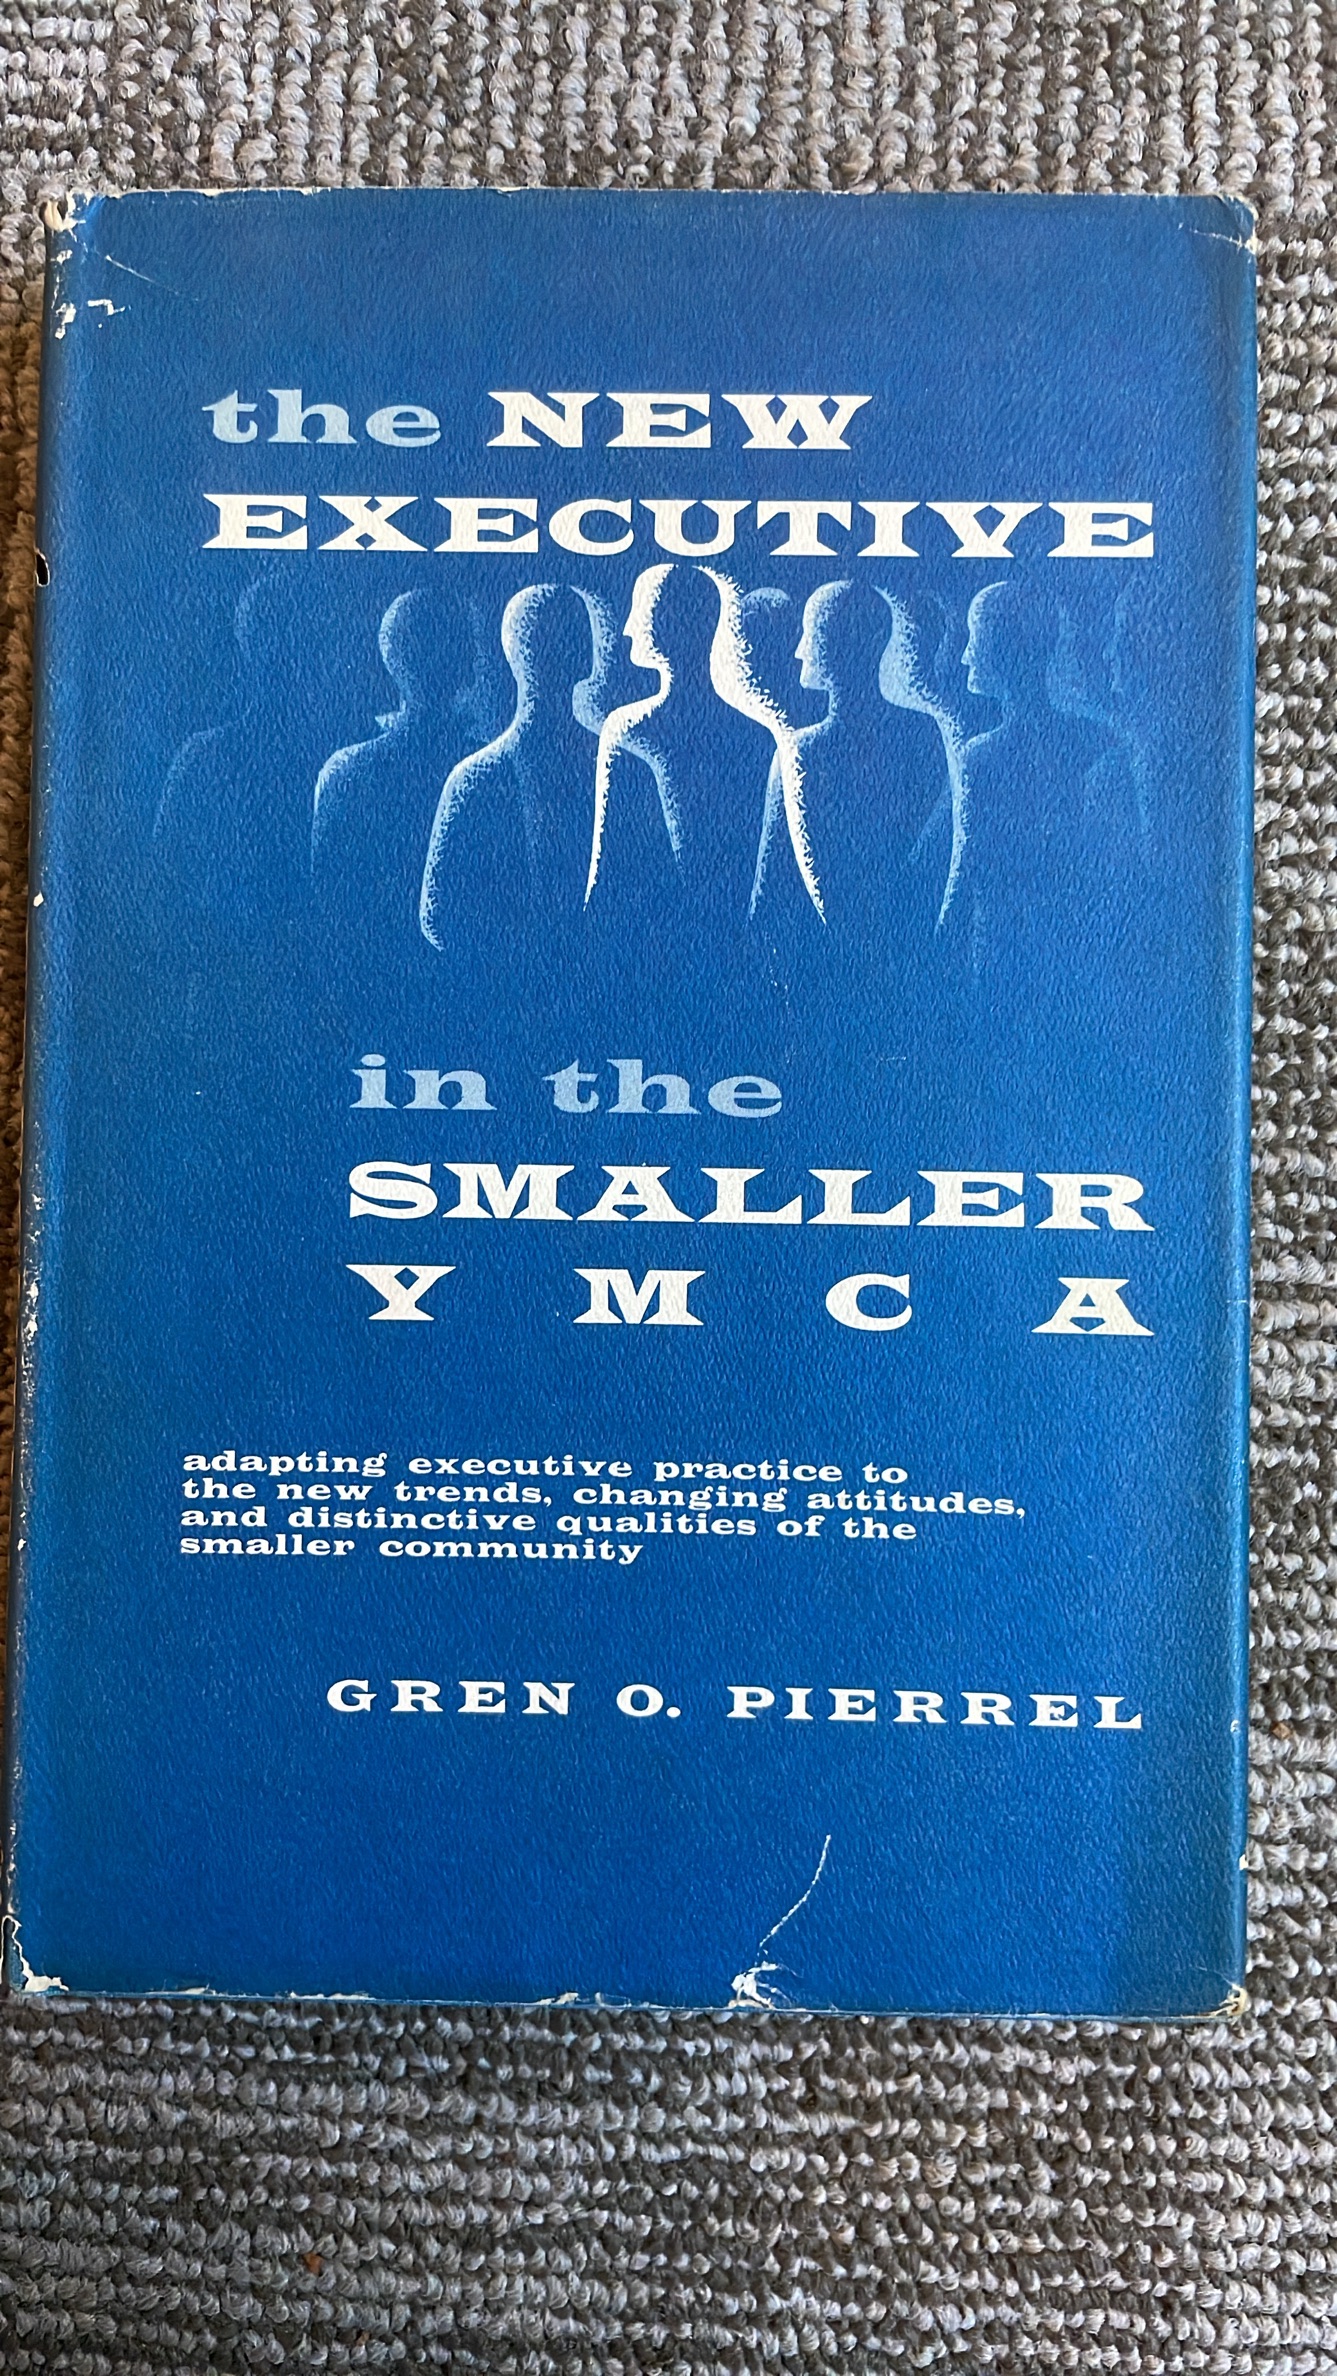 the NEW
EXECUTIVE
in the
SMALLER
YMCA
adapting executive practice to
the new trends, changing attitudes,
and distinctive qualities of the
smaller community
GREN O. PIERREL